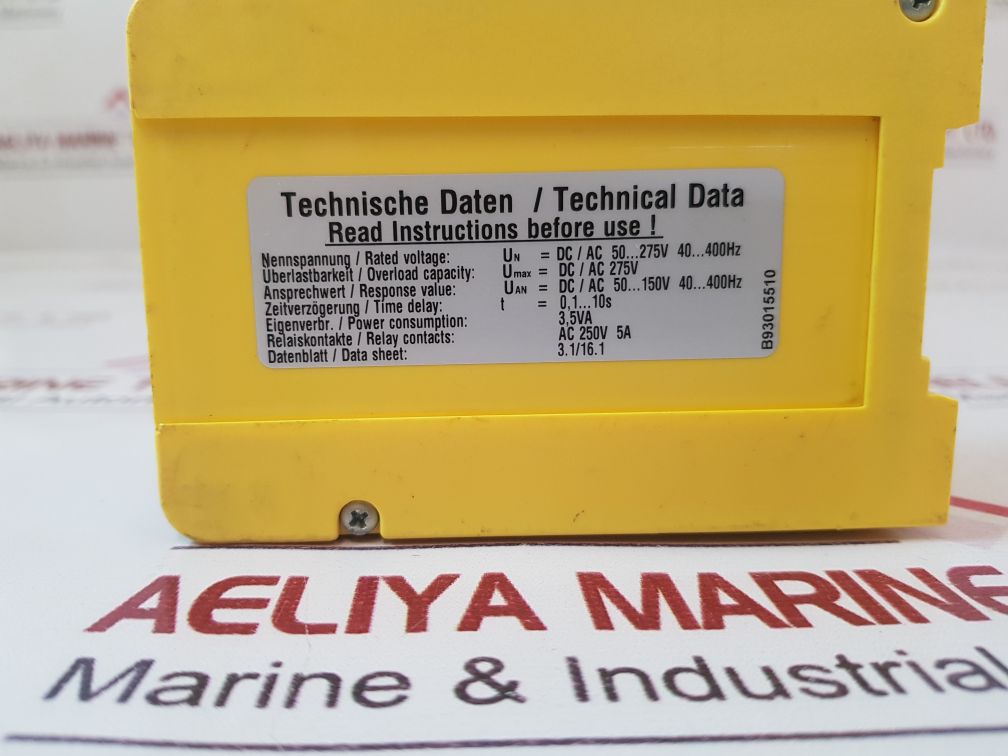 Technische Daten / Technical Data
Read Instructions before use !
Nennspannung / Rated voltage: UN = DC / AC 50...275V 40...400Hz
Überlastbarkeit / Overload capacity: Umax = DC / AC 275V
Ansprechwert / Response value: UAN = DC / AC 50...150V 40...400Hz
Zeitverzögerung / Time delay: t = 0,1...10s
Eigenverbr. / Power consumption: 3,5VA
Relaiskontakte / Relay contacts: AC 250V 5A
Datenblatt / Data sheet: 3.1/16.1
B93015510
AELIYA MARINE
Marine & Industrial